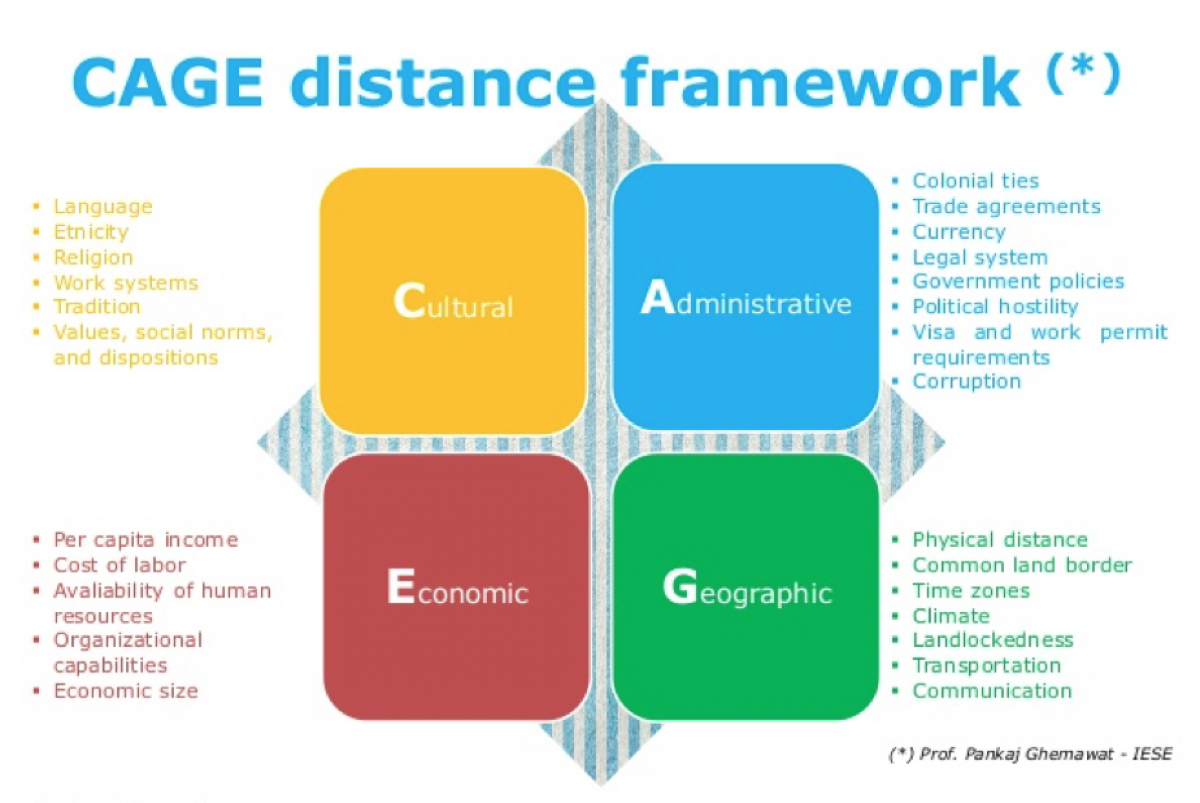 CAGE distance framework (*)
▪ Language
▪ Etnicity
▪ Religion
▪ Work systems
▪ Tradition
▪ Values, social norms,
and dispositions
Cultural
Administrative
▪ Colonial ties
▪ Trade agreements
▪ Currency
▪ Legal system
▪ Government policies
▪ Political hostility
▪ Visa and work permit
requirements
▪ Corruption
▪ Per capita income
▪ Cost of labor
▪ Avaliability of human
resources
▪ Organizational
capabilities
▪ Economic size
Economic
Geographic
▪ Physical distance
▪ Common land border
▪ Time zones
▪ Climate
▪ Landlockedness
▪ Transportation
▪ Communication
(*) Prof. Pankaj Ghemawat - IESE